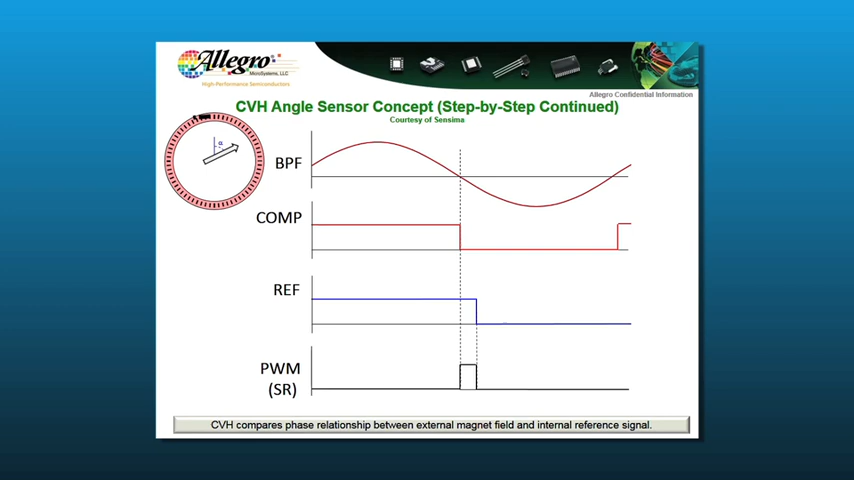 Allegro
MicroSystems, LLC
High-Performance Semiconductors
Allegro Confidential Information
CVH Angle Sensor Concept (Step-by-Step Continued)
Courtesy of Sensima
α
BPF
COMP
REF
PWM
(SR)
CVH compares phase relationship between external magnet field and internal reference signal.